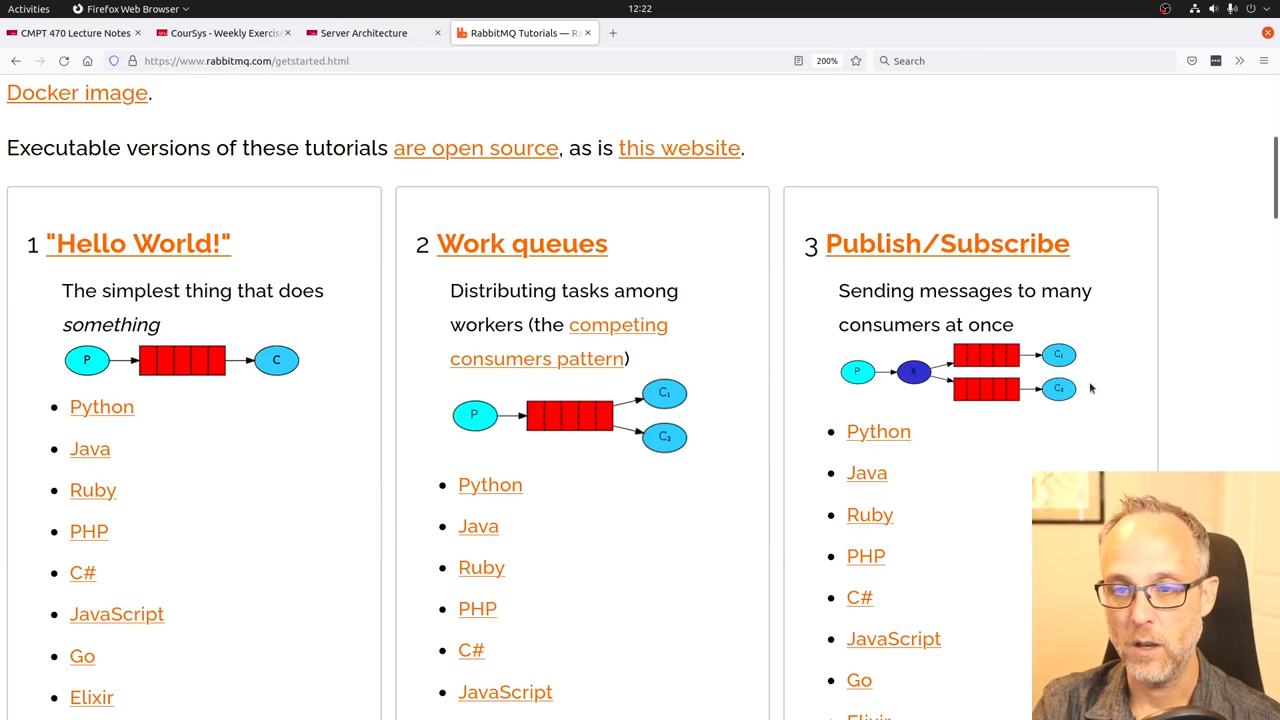 Activities
Firefox Web Browser
12:22
CMPT 470 Lecture Notes
CourSys - Weekly Exercise
Server Architecture
RabbitMQ Tutorials — Ra
https://www.rabbitmq.com/getstarted.html
200%
Search
Docker image.
Executable versions of these tutorials are open source, as is this website.
1 "Hello World!"
The simplest thing that does
something
P
C
Python
Java
Ruby
PHP
C#
JavaScript
Go
Elixir
2 Work queues
Distributing tasks among
workers (the competing
consumers pattern)
P
C₁
C₂
Python
Java
Ruby
PHP
C#
JavaScript
3 Publish/Subscribe
Sending messages to many
consumers at once
P
X
C₁
C₂
Python
Java
Ruby
PHP
C#
JavaScript
Go
Elixir